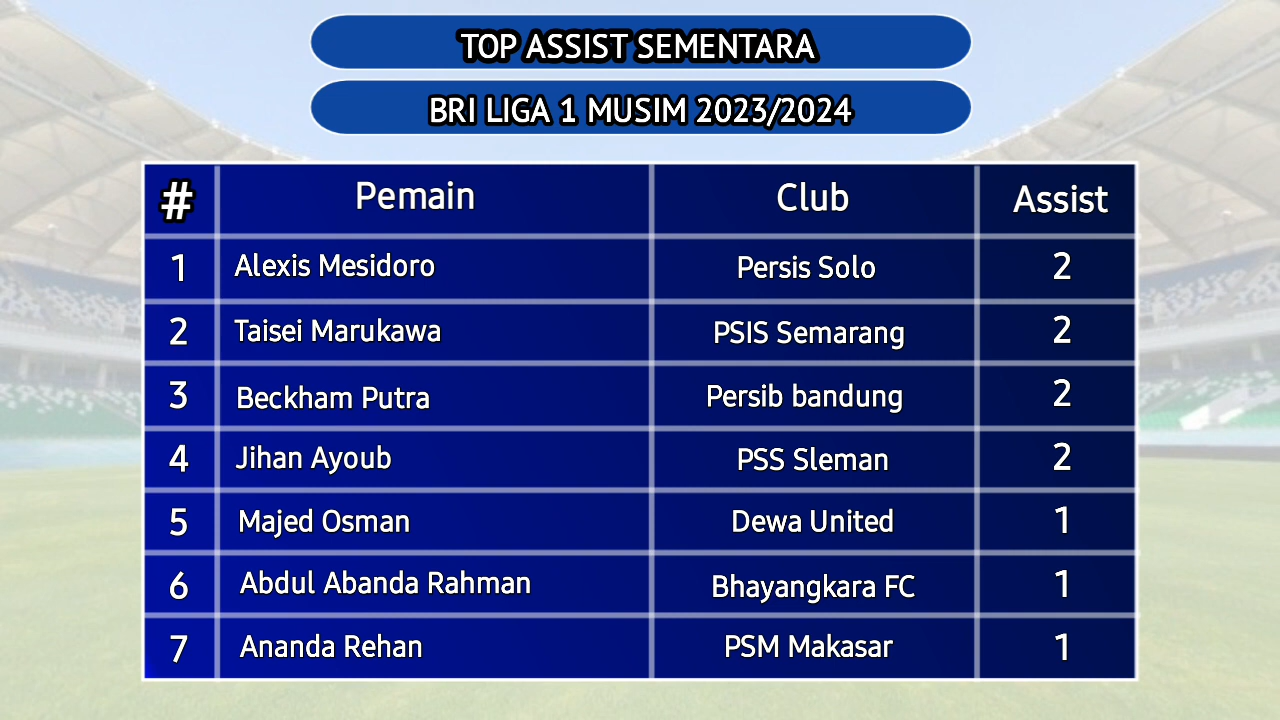 TOP ASSIST SEMENTARA
BRI LIGA 1 MUSIM 2023/2024
# Pemain Club Assist
1 Alexis Mesidoro Persis Solo 2
2 Taisei Marukawa PSIS Semarang 2
3 Beckham Putra Persib bandung 2
4 Jihan Ayoub PSS Sleman 2
5 Majed Osman Dewa United 1
6 Abdul Abanda Rahman Bhayangkara FC 1
7 Ananda Rehan PSM Makasar 1